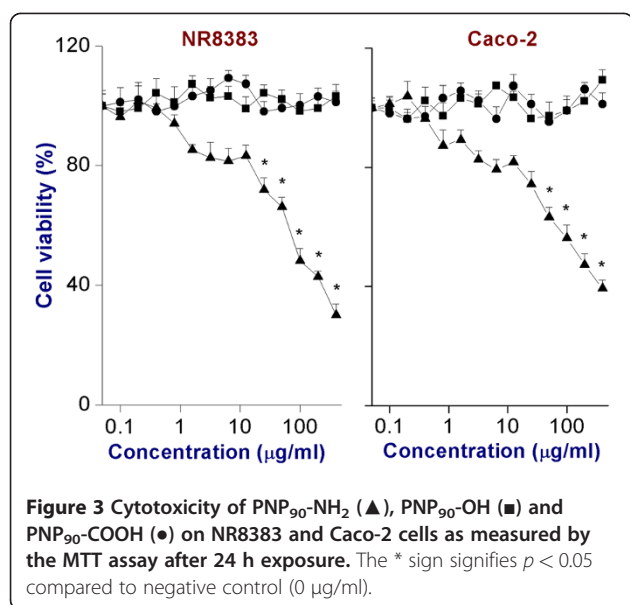 NR8383
Caco-2
120
80
40
0
Cell viability (%)
*
*
*
*
*
*
*
*
*
0.1
1
10
100
0.1
1
10
100
Concentration (μg/ml)
Concentration (μg/ml)
Figure 3 Cytotoxicity of PNP₉₀-NH₂ (▲), PNP₉₀-OH (■) and
PNP₉₀-COOH (●) on NR8383 and Caco-2 cells as measured by
the MTT assay after 24 h exposure. The * sign signifies p < 0.05
compared to negative control (0 μg/ml).